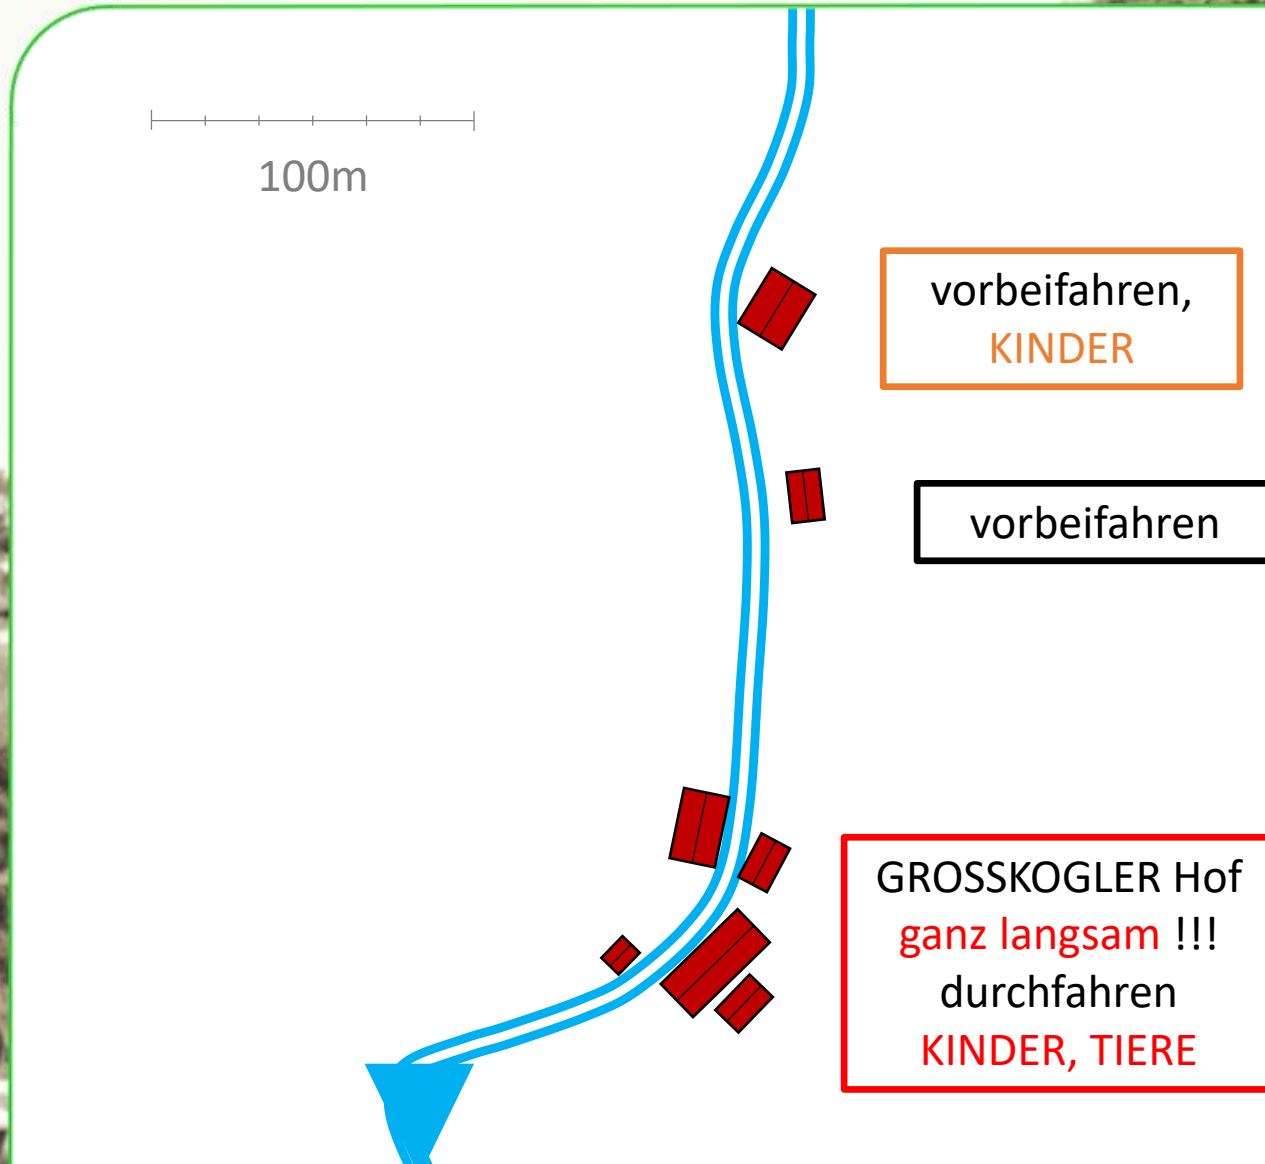 100m
vorbeifahren,
KINDER
vorbeifahren
GROSSKOGLER Hof
ganz langsam !!!
durchfahren
KINDER, TIERE